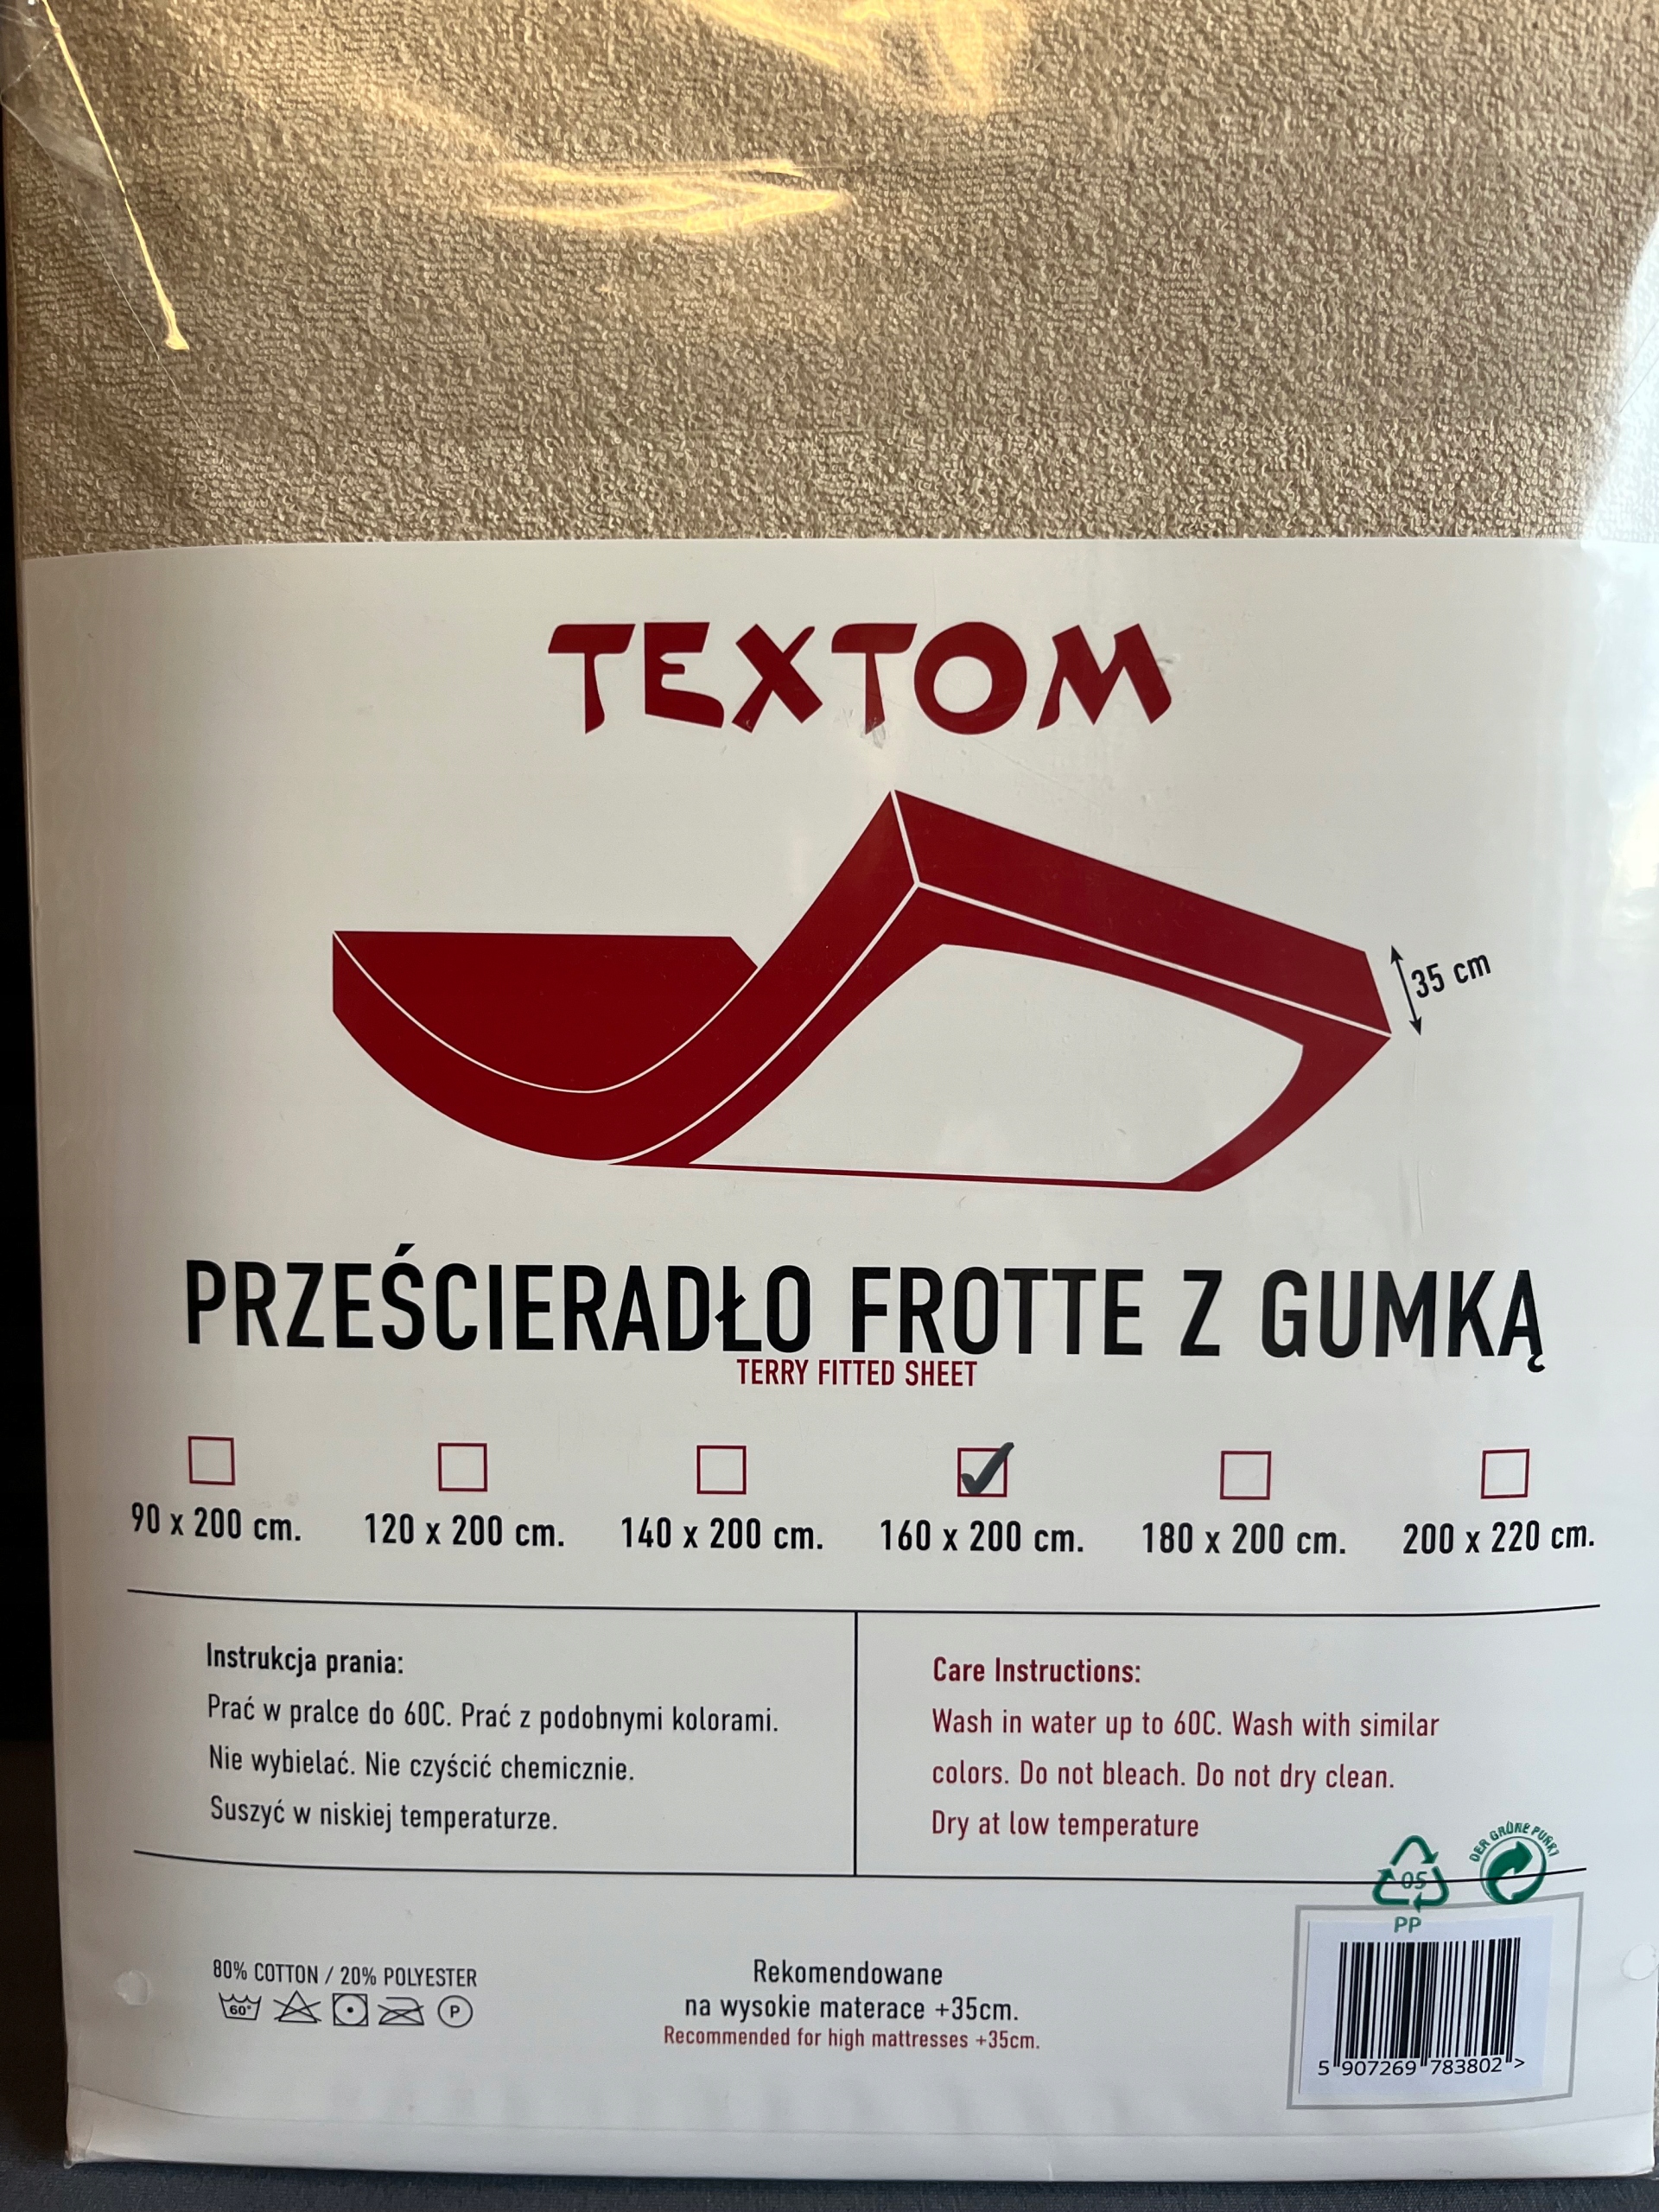 TEXTOM
35 cm
PRZEŚCIERADŁO FROTTE Z GUMKĄ
TERRY FITTED SHEET
90 x 200 cm. 120 x 200 cm. 140 x 200 cm. 160 x 200 cm. 180 x 200 cm. 200 x 220 cm.
Instrukcja prania:
Prać w pralce do 60C. Prać z podobnymi kolorami.
Nie wybielać. Nie czyścić chemicznie.
Suszyć w niskiej temperaturze.
Care Instructions:
Wash in water up to 60C. Wash with similar
colors. Do not bleach. Do not dry clean.
Dry at low temperature
DER GRÜNE PUNKT
05
PP
80% COTTON / 20% POLYESTER
60° P
Rekomendowane
na wysokie materace +35cm.
Recommended for high mattresses +35cm.
5 907269 783802 >